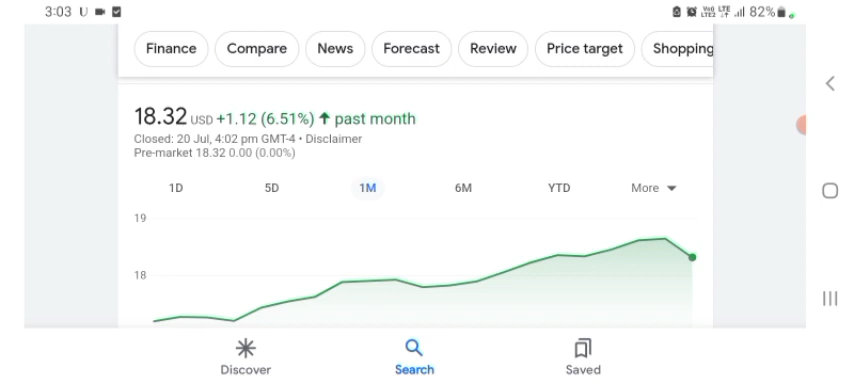 3:03 U 82%
Finance Compare News Forecast Review Price target Shopping
18.32 USD +1.12 (6.51%) ↑ past month
Closed: 20 Jul, 4:02 pm GMT-4 • Disclaimer
Pre-market 18.32 0.00 (0.00%)
1D 5D 1M 6M YTD More
19
18
Discover Search Saved